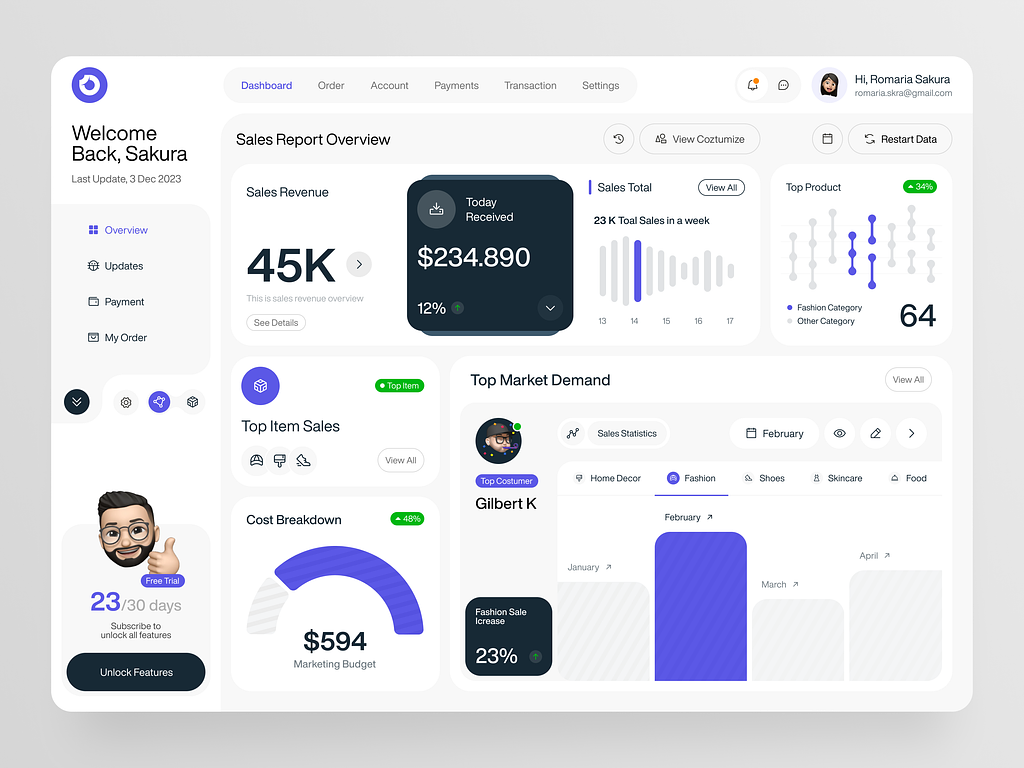 Dashboard
Order
Account
Payments
Transaction
Settings
Hi, Romaria Sakura
romaria.skra@gmail.com
Welcome
Back, Sakura
Last Update, 3 Dec 2023
Overview
Updates
Payment
My Order
Free Trial
23/30 days
Subscribe to
unlock all features
Unlock Features
Sales Report Overview
View Coztumize
Restart Data
Sales Revenue
45K
This is sales revenue overview
See Details
Today
Received
$234.890
12%
Sales Total
View All
23 K Toal Sales in a week
13
14
15
16
17
Top Product
34%
Fashion Category
Other Category
64
Top Item
Top Item Sales
View All
Cost Breakdown
48%
$594
Marketing Budget
Top Market Demand
View All
Top Costumer
Gilbert K
Sales Statistics
February
Home Decor
Fashion
Shoes
Skincare
Food
January
February
March
April
Fashion Sale
Icrease
23%